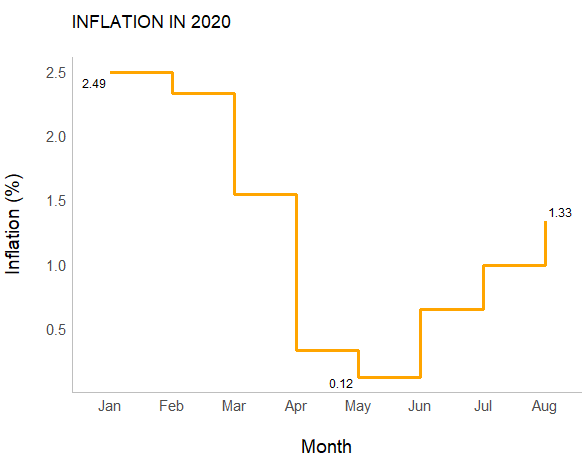 INFLATION IN 2020
2.5
2.0
1.5
1.0
0.5
Inflation (%)
2.49
0.12
1.33
Jan Feb Mar Apr May Jun Jul Aug
Month